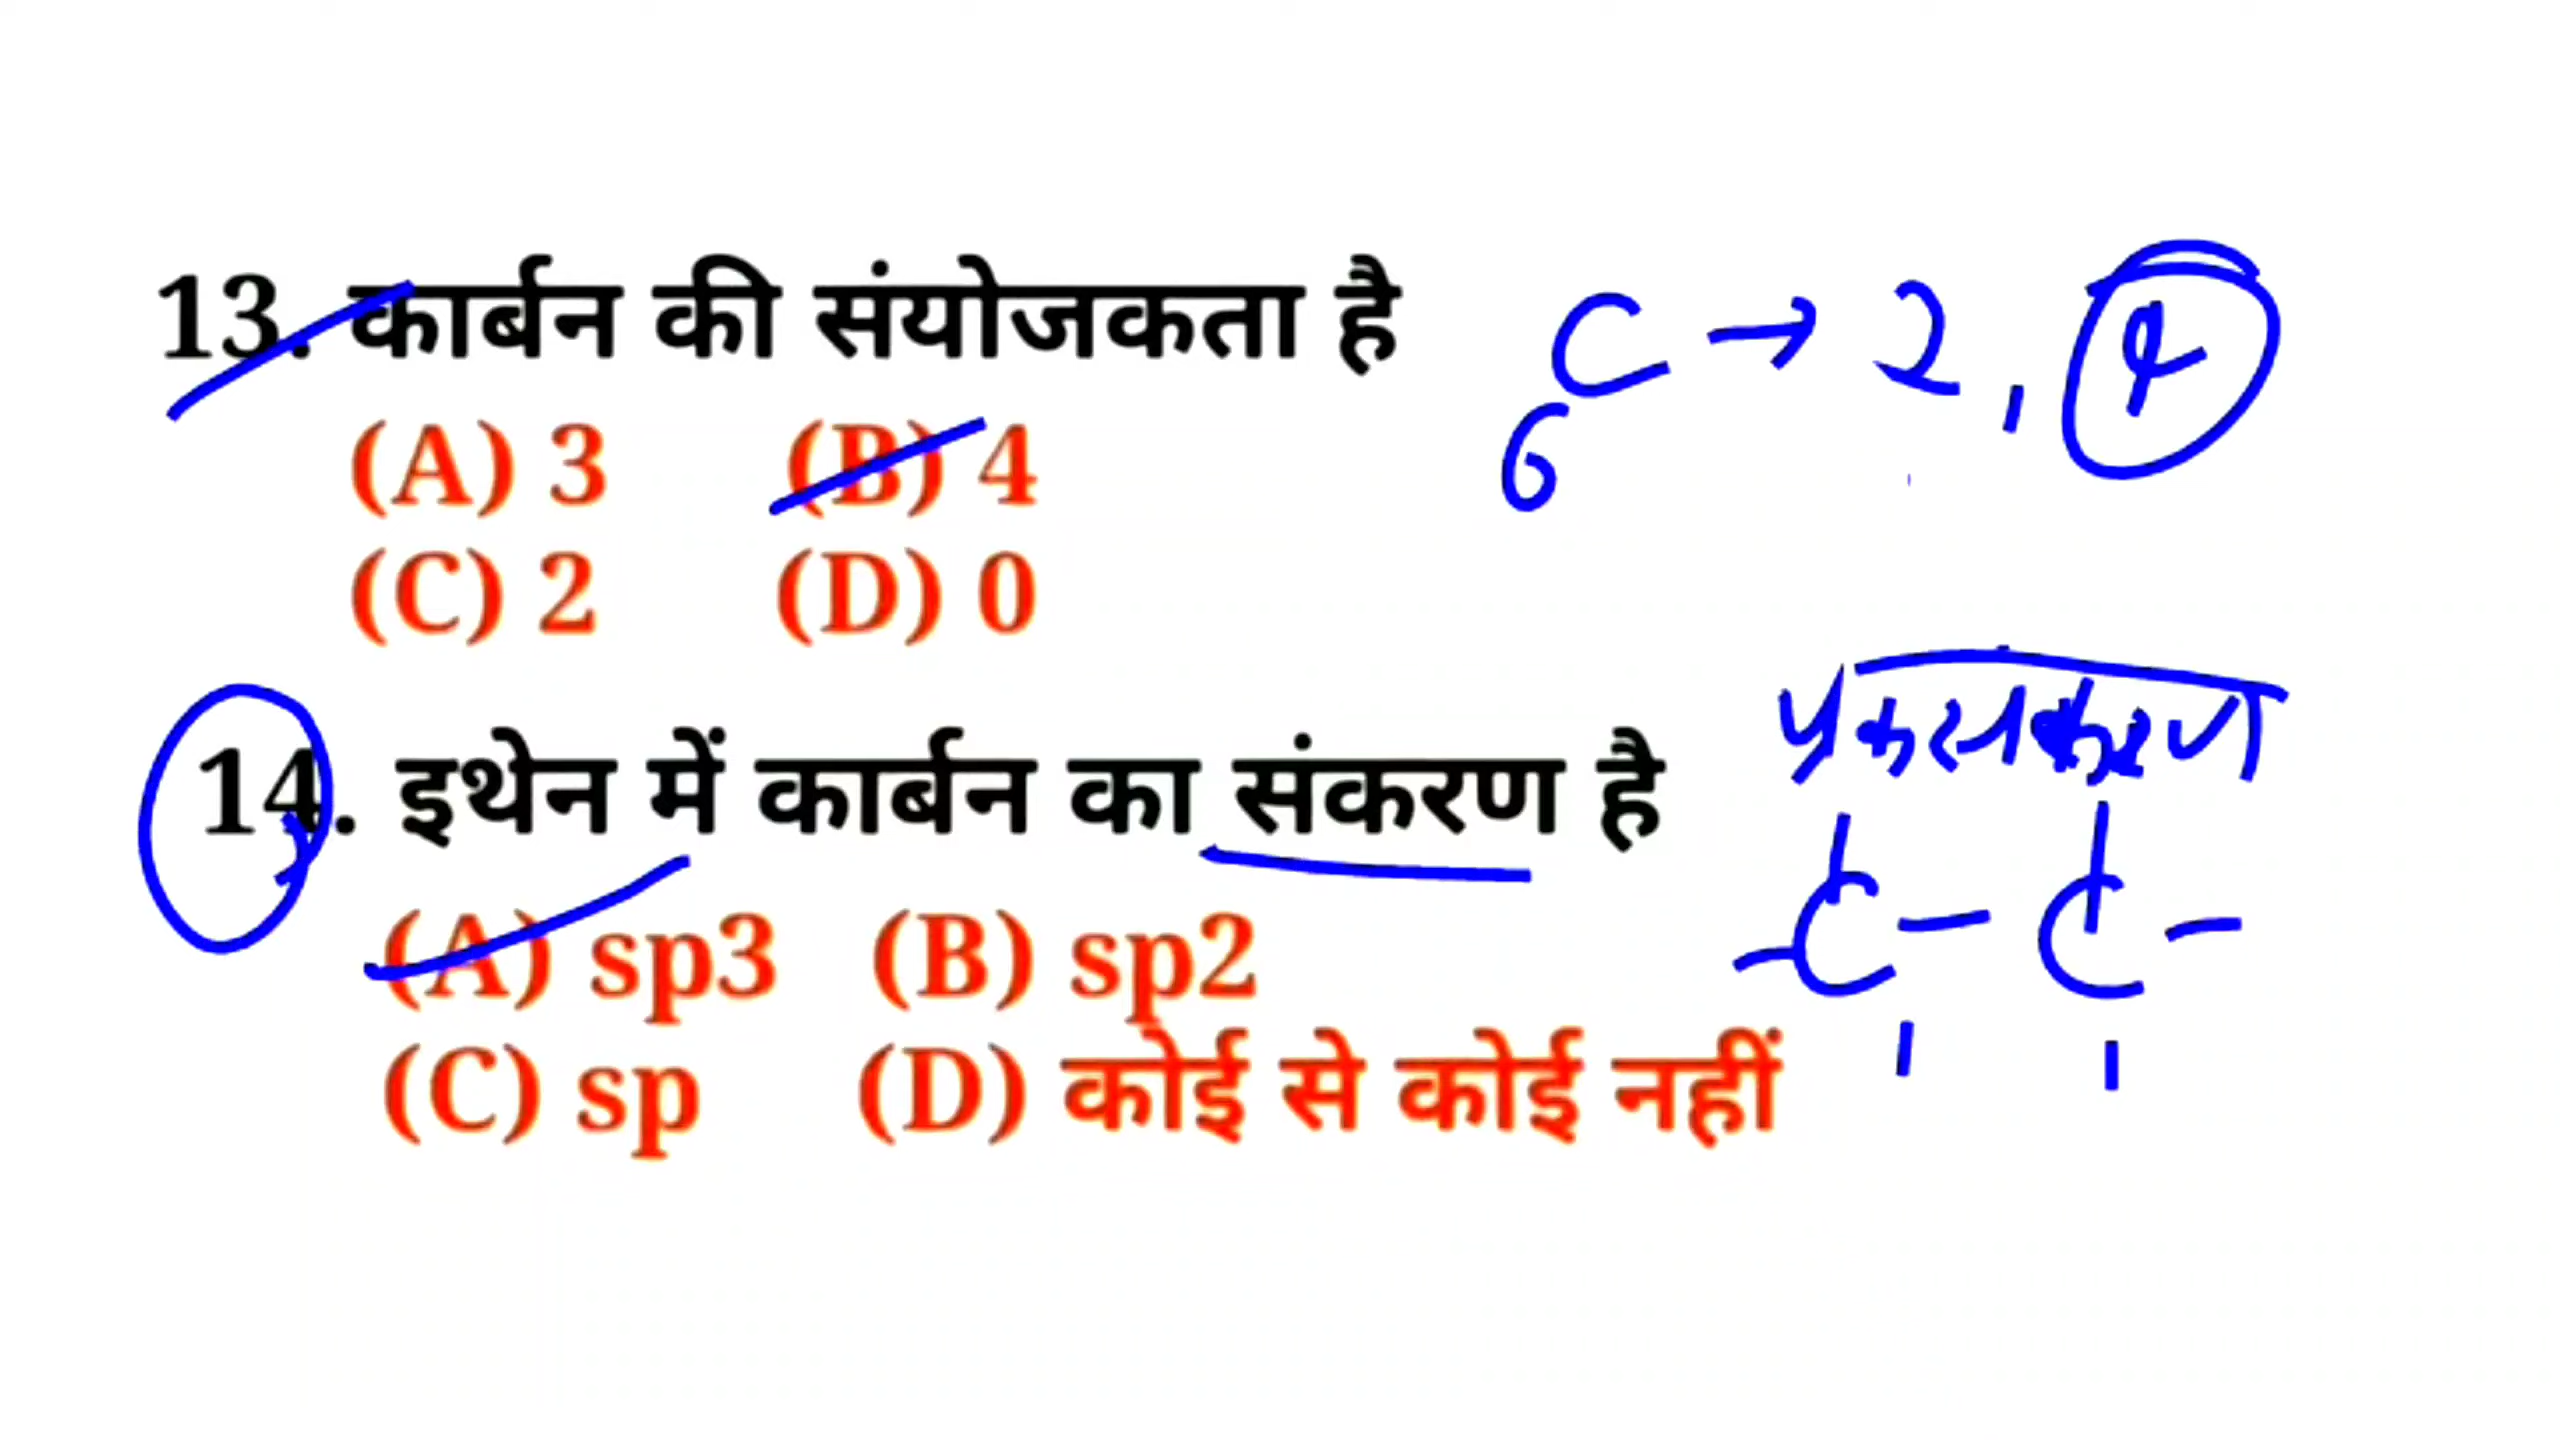 13. कार्बन की संयोजकता है
C → 2, 4
6
(A) 3 (B) 4
(C) 2 (D) 0
14. इथेन में कार्बन का संकरण है
C - C -
(A) sp3 (B) sp2
(C) sp (D) कोई से कोई नहीं